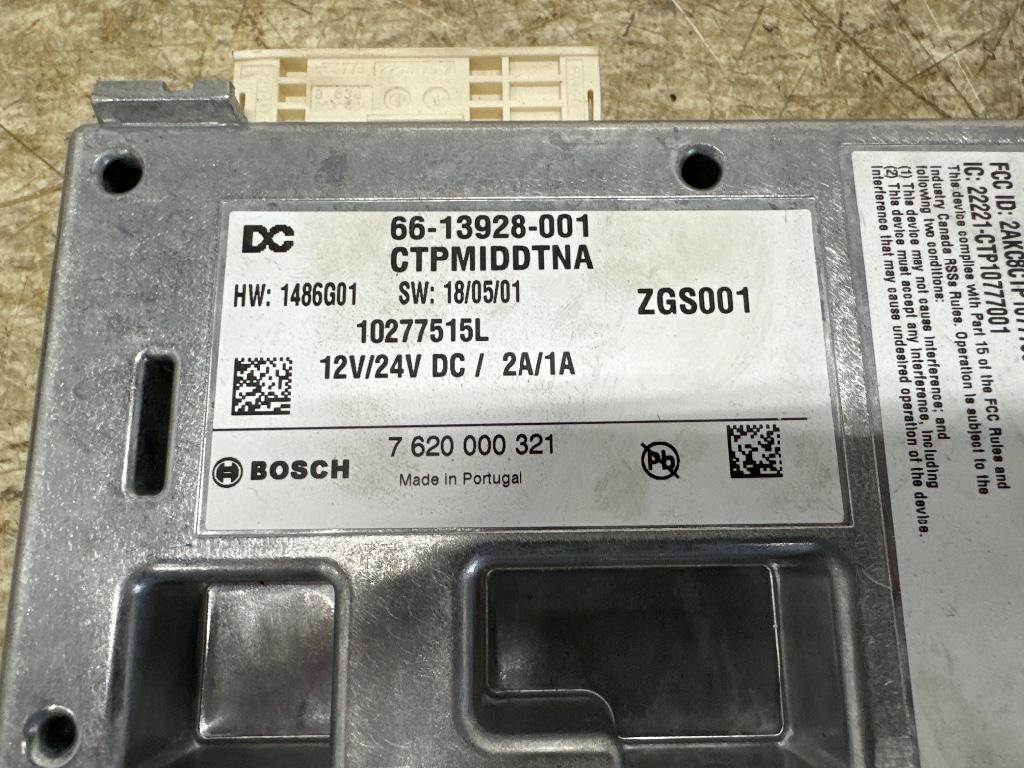 DC
66-13928-001
CTPMIDDTNA
HW: 1486G01 SW: 18/05/01
ZGS001
10277515L
12V/24V DC / 2A/1A
BOSCH
7 620 000 321
Made in Portugal
Pb
FCC ID:
IC: 22221-CTP10777001
This device complies with Part 15 of the FCC Rules and
Industry Canada RSSs Rules. Operation is subject to the
following two conditions:
(1) This device may not cause interference; and
(2) This device must accept any interference, including
interference that may cause undesired operation of the device.